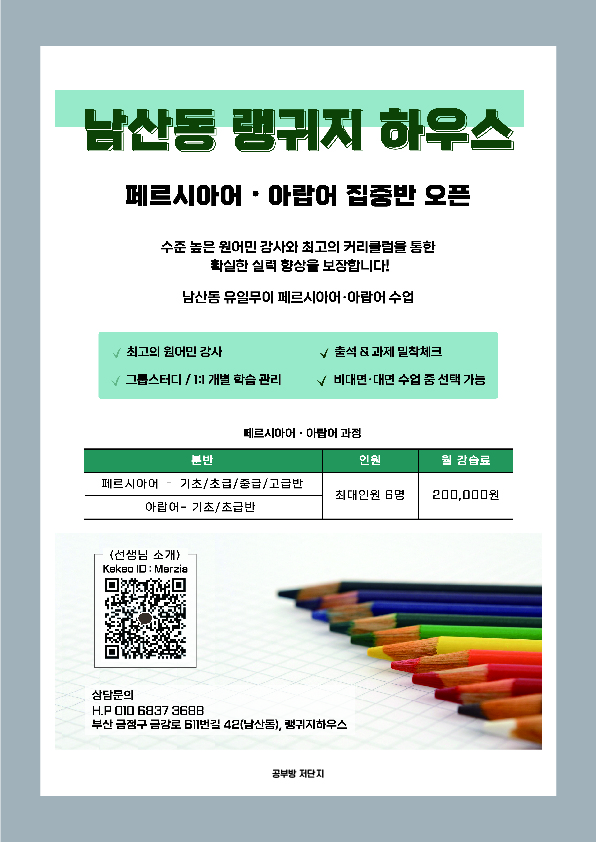 남산동 랭귀지 하우스
페르시아어 · 아랍어 집중반 오픈
수준 높은 원어민 강사와 최고의 커리큘럼을 통한
확실한 실력 향상을 보장합니다!
남산동 유일무이 페르시아어·아랍어 수업
✓ 최고의 원어민 강사
✓ 출석 & 과제 밀착체크
✓ 그룹스터디 / 1:1 개별 학습 관리
✓ 비대면·대면 수업 중 선택 가능
페르시아어 · 아랍어 과정
분반 인원 월 강습료
페르시아어 - 기초/초급/중급/고급반
최대인원 6명 200,000원
아랍어- 기초/초급반
<선생님 소개>
Kakao ID : Marzia
상담문의
H.P 010 6837 3688
부산 금정구 금강로 611번길 42(남산동), 랭귀지하우스
공부방 전단지